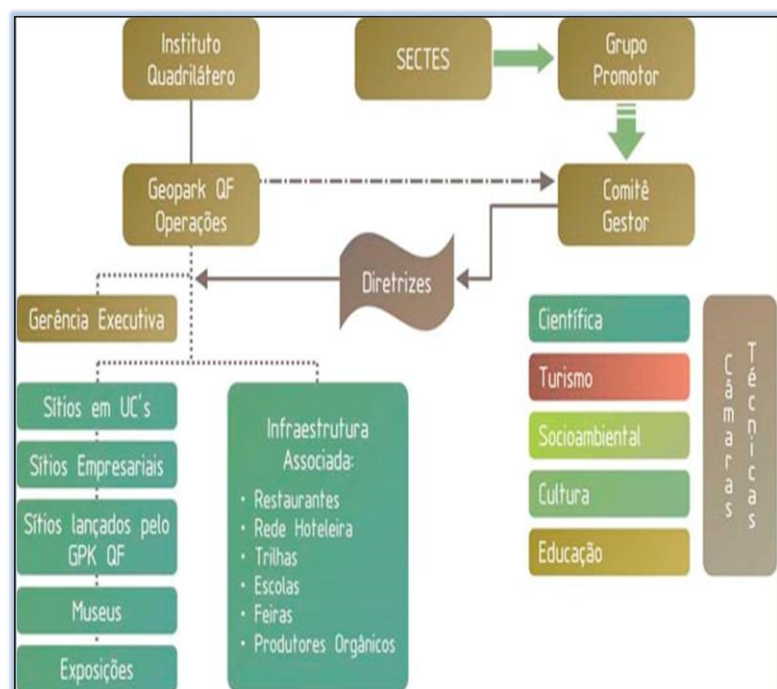 Instituto
Quadrilátero
SECTES
Grupo
Promotor
Geopark QF
Operações
Comitê
Gestor
Diretrizes
Gerência Executiva
Sítios em UC's
Sítios Empresariais
Sítios lançados pelo
GPK QF
Museus
Exposições
Infraestrutura
Associada:
• Restaurantes
• Rede Hoteleira
• Trilhas
• Escolas
• Feiras
• Produtores Orgânicos
Científica
Turismo
Socioambiental
Cultura
Educação
Câmaras
Técnicas